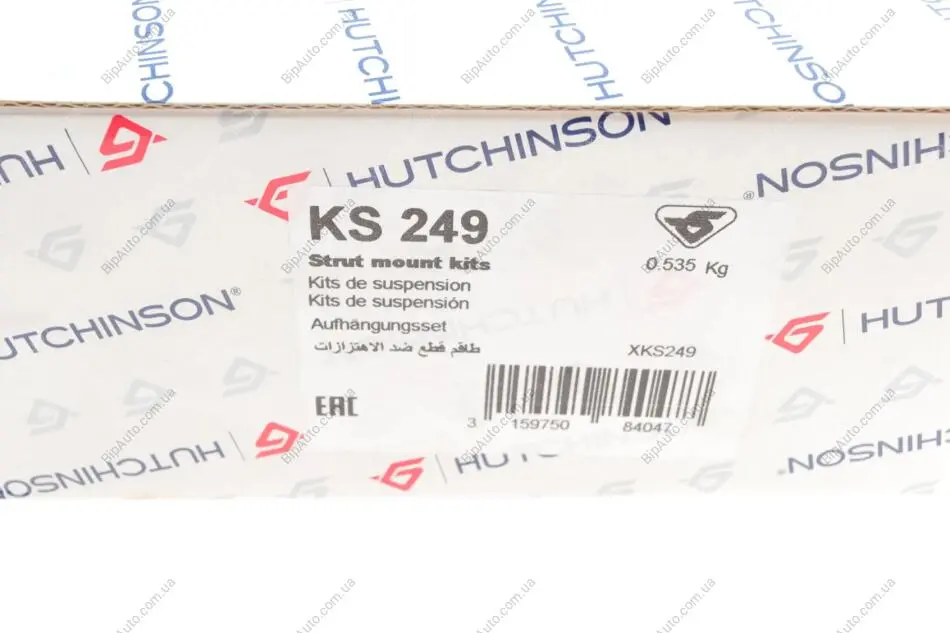 HUTCHINSON
HUTCHINSON®
KS 249
Strut mount kits
Kits de suspension
Kits de suspensión
Aufhängungsset
طاقم قطع ضد الاهتزازات
0.535 Kg
XKS249
EAC
3 159750 84047
HUTCHINSON®
HUTCHINSON
BipAuto.com.ua